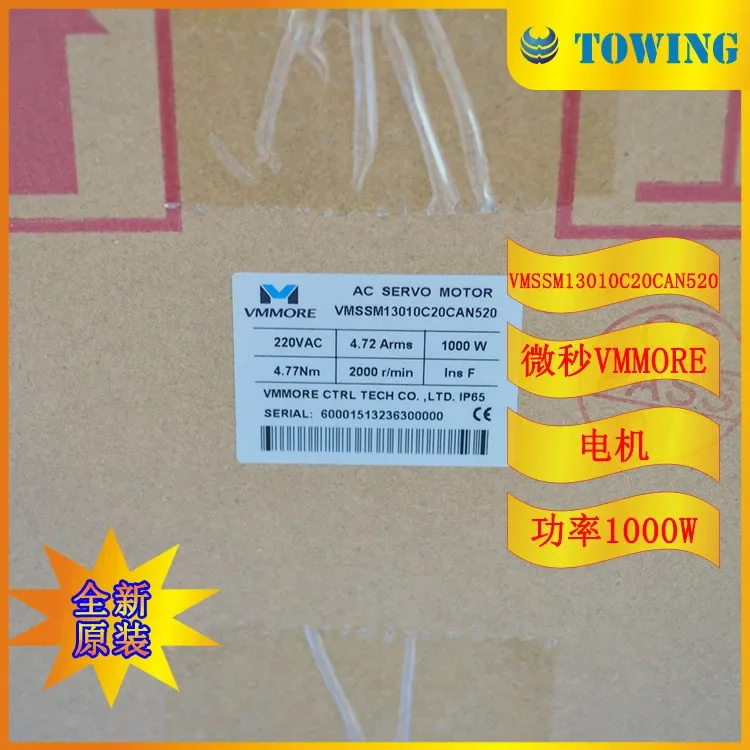 TOWING
VMMORE
AC SERVO MOTOR
VMSSM13010C20CAN520
220VAC 4.72 Arms 1000 W
4.77Nm 2000 r/min Ins F
VMMORE CTRL TECH CO.,LTD. IP65
SERIAL: 60001513236300000 CE
VMSSM13010C20CAN520
微秒VMMORE
电机
功率1000W
全新
原装